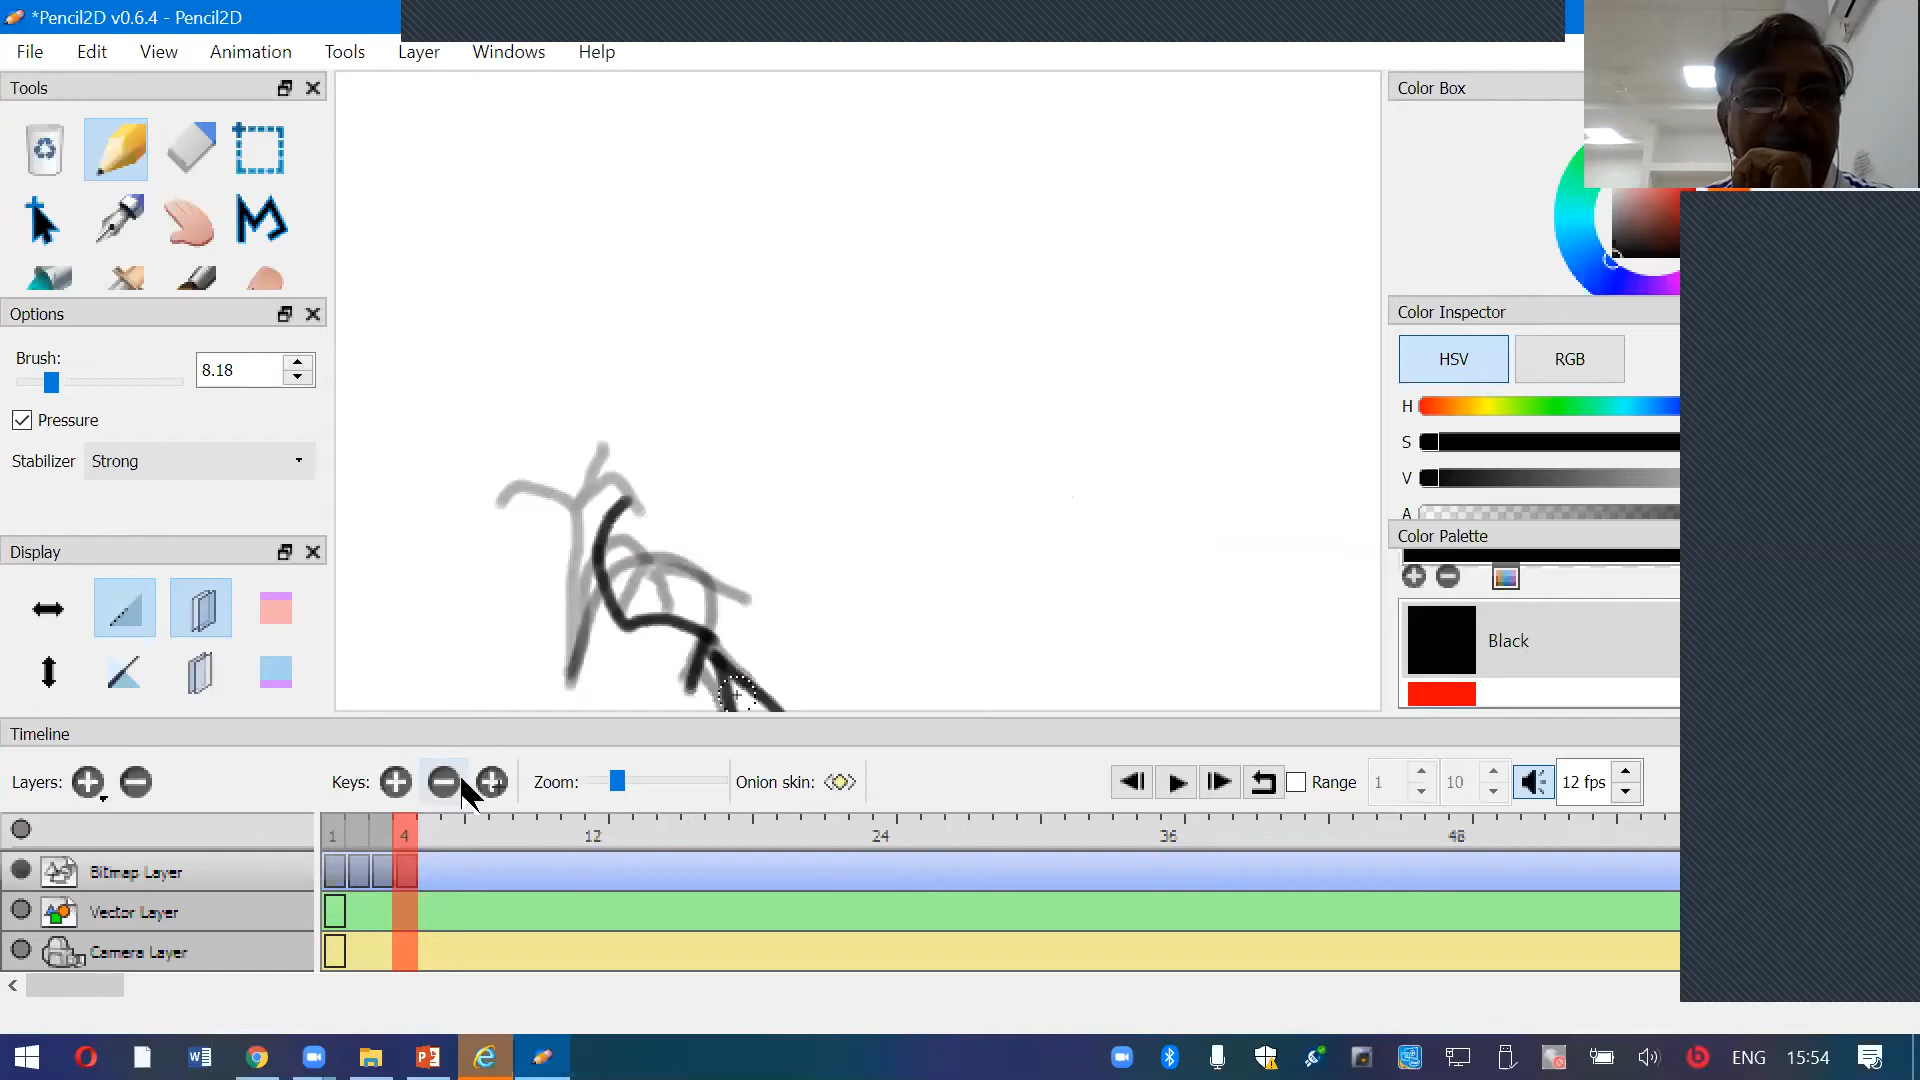 *Pencil2D v0.6.4 - Pencil2D
File Edit View Animation Tools Layer Windows Help
Tools
Color Box
Options
Color Inspector
Brush:
8.18
HSV RGB
Pressure
H
Stabilizer Strong
S
V
A
Color Palette
Display
Black
Timeline
Layers: Keys: Zoom: Onion skin: Range 1 10 12 fps
1 4 12 24 36 48
Bitmap Layer
Vector Layer
Camera Layer
ENG 15:54